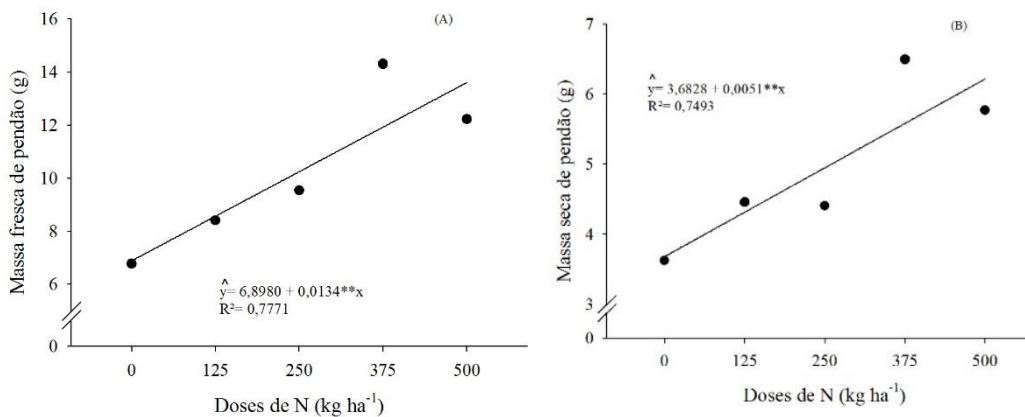 (A)
Massa fresca de pendão (g)
16
14
12
10
8
6
0
ŷ= 6,8980 + 0,0134**x
R²= 0,7771
0 125 250 375 500
Doses de N (kg ha⁻¹)
(B)
Massa seca de pendão (g)
7
6
5
4
3
0
ŷ= 3,6828 + 0,0051**x
R²= 0,7493
0 125 250 375 500
Doses de N (kg ha⁻¹)